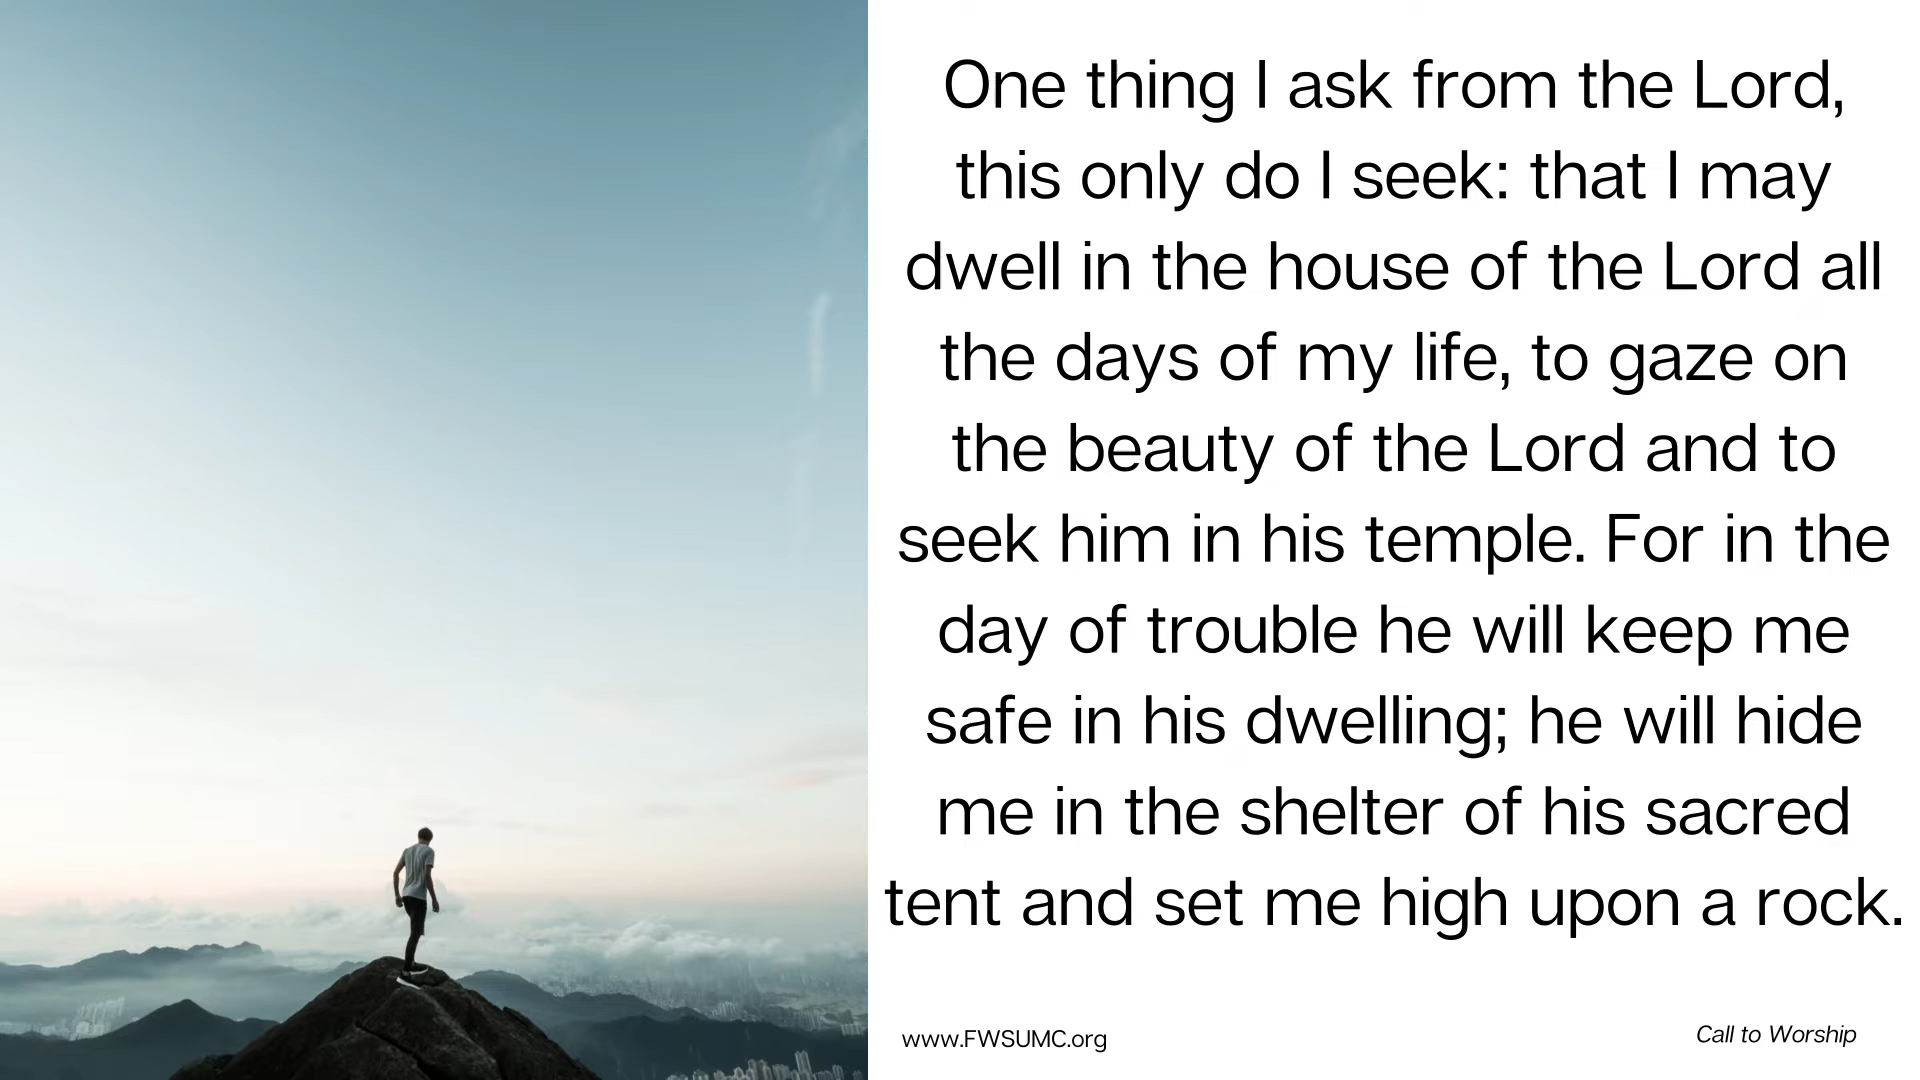 One thing I ask from the Lord,
this only do I seek: that I may
dwell in the house of the Lord all
the days of my life, to gaze on
the beauty of the Lord and to
seek him in his temple. For in the
day of trouble he will keep me
safe in his dwelling; he will hide
me in the shelter of his sacred
tent and set me high upon a rock.
www.FWSUMC.org
Call to Worship